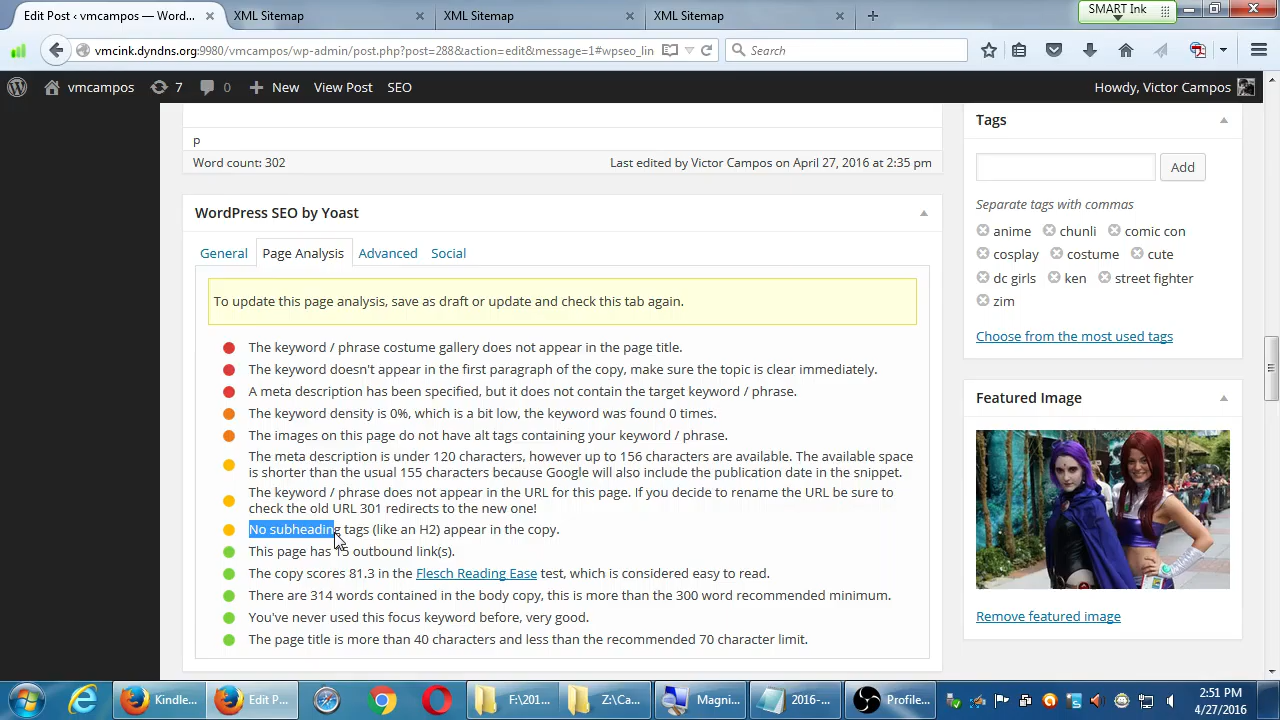 Edit Post ‹ vmcampos — Wor...
XML Sitemap
XML Sitemap
XML Sitemap
SMART Ink
vmcink.dyndns.org:9980/vmcampos/wp-admin/post.php?post=288&action=edit&message=1#wpseo_lin
Search
vmcampos
7
0
New
View Post
SEO
Howdy, Victor Campos
p
Word count: 302
Last edited by Victor Campos on April 27, 2016 at 2:35 pm
WordPress SEO by Yoast
General
Page Analysis
Advanced
Social
To update this page analysis, save as draft or update and check this tab again.
The keyword / phrase costume gallery does not appear in the page title.
The keyword doesn't appear in the first paragraph of the copy, make sure the topic is clear immediately.
A meta description has been specified, but it does not contain the target keyword / phrase.
The keyword density is 0%, which is a bit low, the keyword was found 0 times.
The images on this page do not have alt tags containing your keyword / phrase.
The meta description is under 120 characters, however up to 156 characters are available. The available space
is shorter than the usual 155 characters because Google will also include the publication date in the snippet.
The keyword / phrase does not appear in the URL for this page. If you decide to rename the URL be sure to
check the old URL 301 redirects to the new one!
No subheading tags (like an H2) appear in the copy.
This page has 15 outbound link(s).
The copy scores 81.3 in the Flesch Reading Ease test, which is considered easy to read.
There are 314 words contained in the body copy, this is more than the 300 word recommended minimum.
You've never used this focus keyword before, very good.
The page title is more than 40 characters and less than the recommended 70 character limit.
Tags
Add
Separate tags with commas
anime
chunli
comic con
cosplay
costume
cute
dc girls
ken
street fighter
zim
Choose from the most used tags
Featured Image
Remove featured image
Kindle...
Edit P...
F:\201...
Z:\Ca...
Magni...
2016-...
Profile...
2:51 PM
4/27/2016